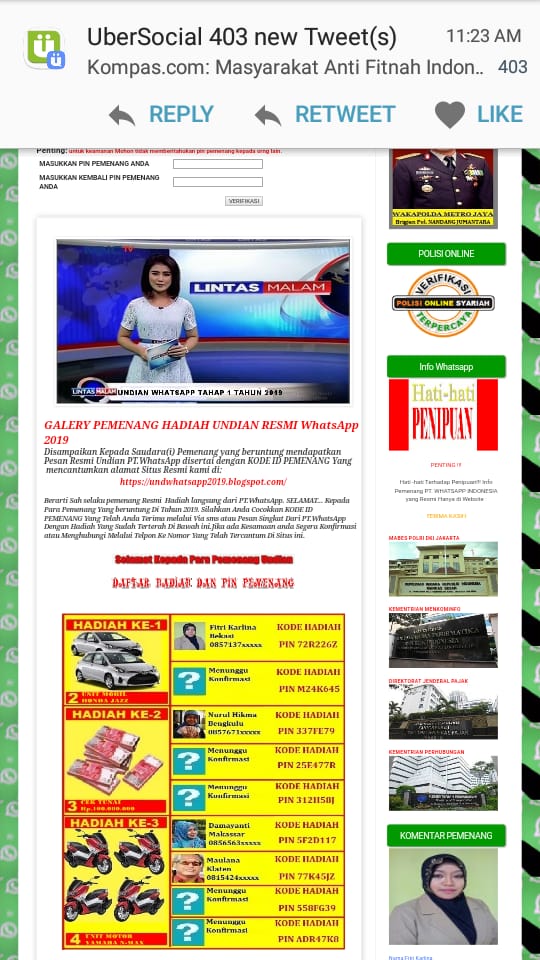 UberSocial 403 new Tweet(s)
11:23 AM
Kompas.com: Masyarakat Anti Fitnah Indon..
403
REPLY
RETWEET
LIKE
Penting: untuk keamanan Mohon tidak memberitahukan pin pemenang kepada orng lain.
MASUKKAN PIN PEMENANG ANDA
MASUKKAN KEMBALI PIN PEMENANG
ANDA
VERIFIKASI
LINTAS MALAM
LINTAS MALAM
UNDIAN WHATSAPP TAHAP 1 TAHUN 2019
GALERY PEMENANG HADIAH UNDIAN RESMI WhatsApp
2019
Disampaikan Kepada Saudara(i) Pemenang yang beruntung mendapatkan
Pesan Resmi Undian PT.WhatsApp disertai dengan KODE ID PEMENANG Yang
mencantumkan alamat Situs Resmi kami di:
https://undwhatsapp2019.blogspot.com/
Berarti Sah selaku pemenang Resmi Hadiah langsung dari PT.WhatsApp. SELAMAT... Kepada
Para Pemenang Yang beruntung Di Tahun 2019. Silahkan Anda Cocokkan KODE ID
PEMENANG Yang Telah Anda Terima melalui Via sms atau Pesan Singkat Dari PT.WhatsApp
Dengan Hadiah Yang Sudah Terterah Di Bawah ini.Jika ada Kesamaan anda Segera Konfirmasi
atau Menghubungi Melalui Telpon Ke Nomor Yang Telah Tercantum Di Situs ini.
Selamat Kepada Para Pemenang Undian
DAFTAR HADIAH DAN PIN PEMENANG
HADIAH KE-1
2 UNIT MOBIL
HONDA JAZZ
Fitri Karlina
Bekasi
0857137xxxxx
KODE HADIAH
PIN 72R226Z
Menunggu
Konfirmasi
KODE HADIAH
PIN M24K645
HADIAH KE-2
3 CEK TUNAI
Rp.100.000.000
Nurul Hikma
Bengkulu
0857671xxxxx
KODE HADIAH
PIN 337FE79
Menunggu
Konfirmasi
KODE HADIAH
PIN 25E477R
Menunggu
Konfirmasi
KODE HADIAH
PIN 312H58J
HADIAH KE-3
4 UNIT MOTOR
YAMAHA N-MAX
Damayanti
Makassar
0856563xxxxx
KODE HADIAH
PIN 5F2D117
Maulana
Klaten
0815424xxxxx
KODE HADIAH
PIN 77K45JZ
Menunggu
Konfirmasi
KODE HADIAH
PIN 558FG39
Menunggu
Konfirmasi
KODE HADIAH
PIN ADR47K8
WAKAPOLDA METRO JAYA
Brigjen Pol. NANDANG JUMANTARA
POLISI ONLINE
VERIFIKASI
POLISI ONLINE SYARIAH
TERPERCAYA
Info Whatsapp
Hati-hati
PENIPUAN
PENTING !!!
Hati -hati Terhadap Penipuan!!! Info
Pemenang PT. WHATSAPP INDONESIA
yang Resmi Hanya di Website
TERIMA KASIH
MABES POLRI DKI JAKARTA
KEMENTRIAN MENKOMINFO
DIREKTORAT JENDERAL PAJAK
KEMENTRIAN PERHUBUNGAN
KOMENTAR PEMENANG
Nama Fitri Karlina